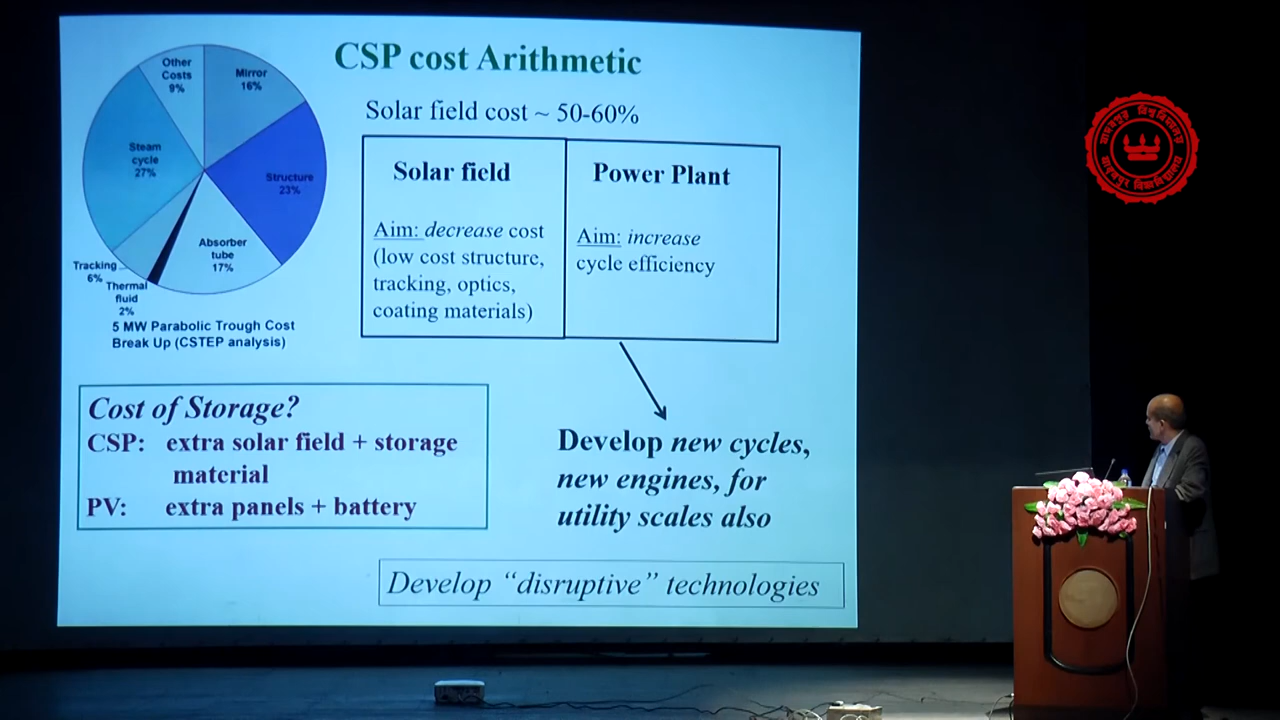 CSP cost Arithmetic
Other
Costs
9%
Mirror
16%
Steam
cycle
27%
Structure
23%
Absorber
tube
17%
Tracking
6%
Thermal
fluid
2%
5 MW Parabolic Trough Cost
Break Up (CSTEP analysis)
Solar field cost ~ 50-60%
Solar field
Aim: decrease cost
(low cost structure,
tracking, optics,
coating materials)
Power Plant
Aim: increase
cycle efficiency
Cost of Storage?
CSP: extra solar field + storage
material
PV: extra panels + battery
Develop new cycles,
new engines, for
utility scales also
Develop “disruptive” technologies
যাদবপুর বিশ্ববিদ্যালয়